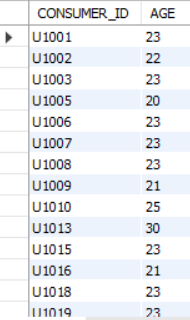 CONSUMER_ID AGE
U1001 23
U1002 22
U1003 23
U1005 20
U1006 23
U1007 23
U1008 23
U1009 21
U1010 25
U1013 30
U1015 23
U1016 21
U1018 23
U1019 23